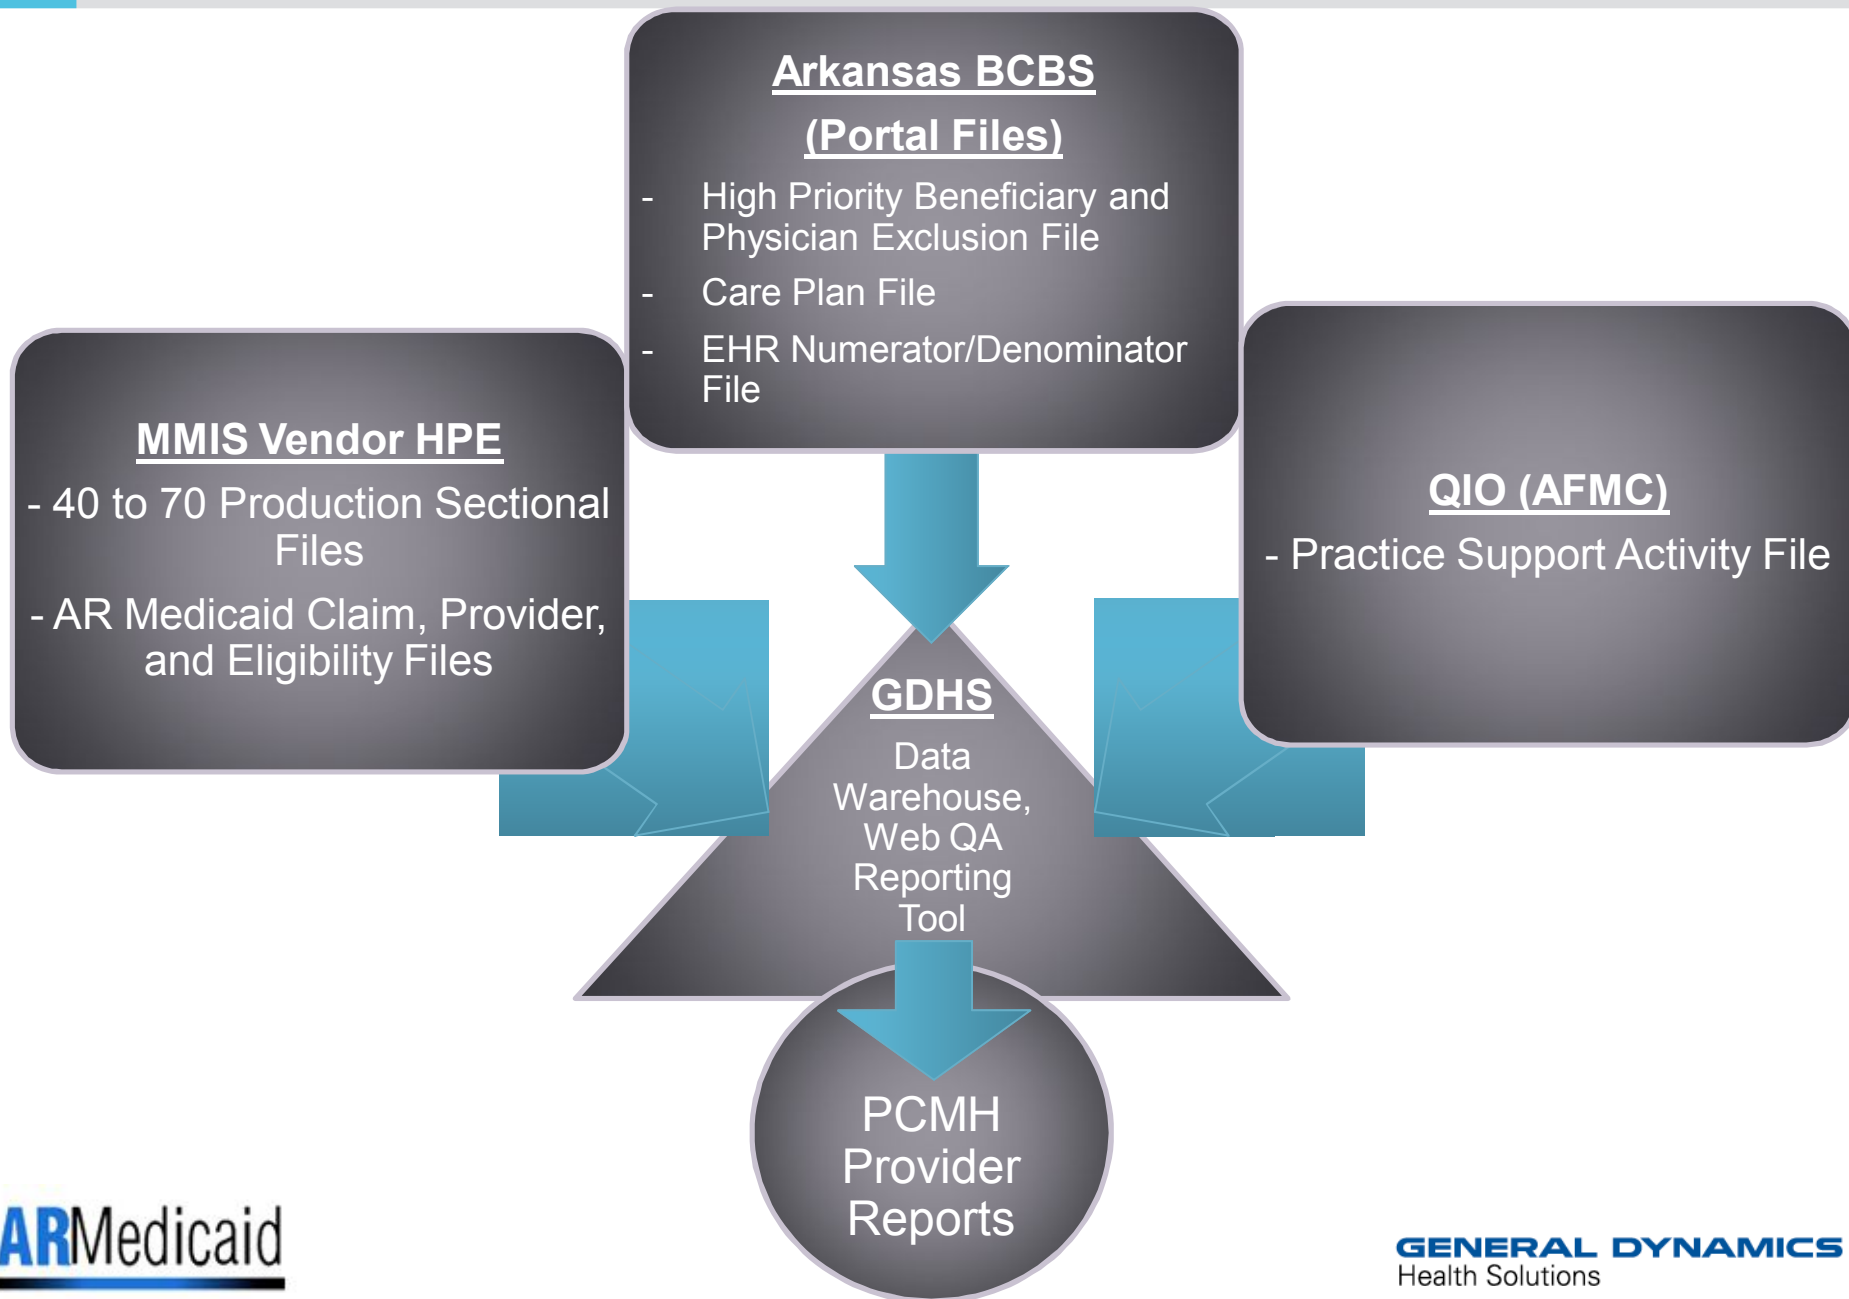 Arkansas BCBS
(Portal Files)
- High Priority Beneficiary and
Physician Exclusion File
- Care Plan File
- EHR Numerator/Denominator
File
MMIS Vendor HPE
- 40 to 70 Production Sectional
Files
- AR Medicaid Claim, Provider,
and Eligibility Files
QIO (AFMC)
- Practice Support Activity File
GDHS
Data
Warehouse,
Web QA
Reporting
Tool
PCMH
Provider
Reports
ARMedicaid
GENERAL DYNAMICS
Health Solutions